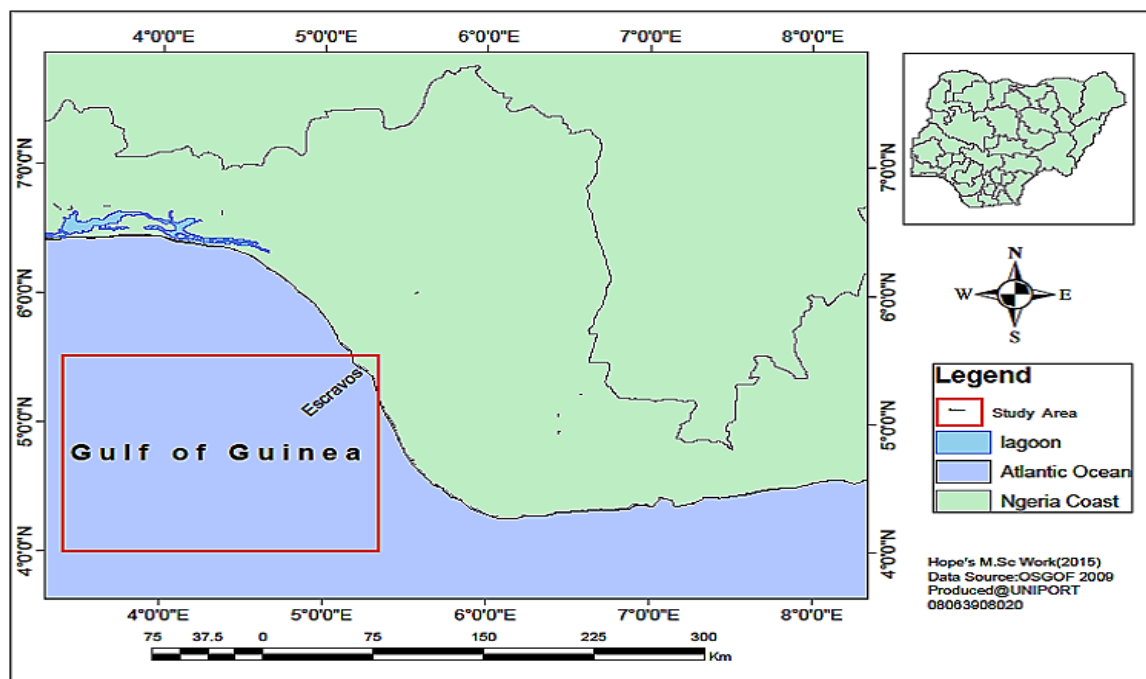 4°0'0"E 5°0'0"E 6°0'0"E 7°0'0"E 8°0'0"E
7°0'0"N
6°0'0"N
5°0'0"N
4°0'0"N
Escravos
Gulf of Guinea
7°0'0"N
6°0'0"N
5°0'0"N
4°0'0"N
4°0'0"E 5°0'0"E 6°0'0"E 7°0'0"E 8°0'0"E
75 37.5 0 75 150 225 300
Km
N
W E
S
Legend
Study Area
lagoon
Atlantic Ocean
Ngeria Coast
Hope's M.Sc Work(2015)
Data Source:OSGOF 2009
Produced@UNIPORT
08063908020